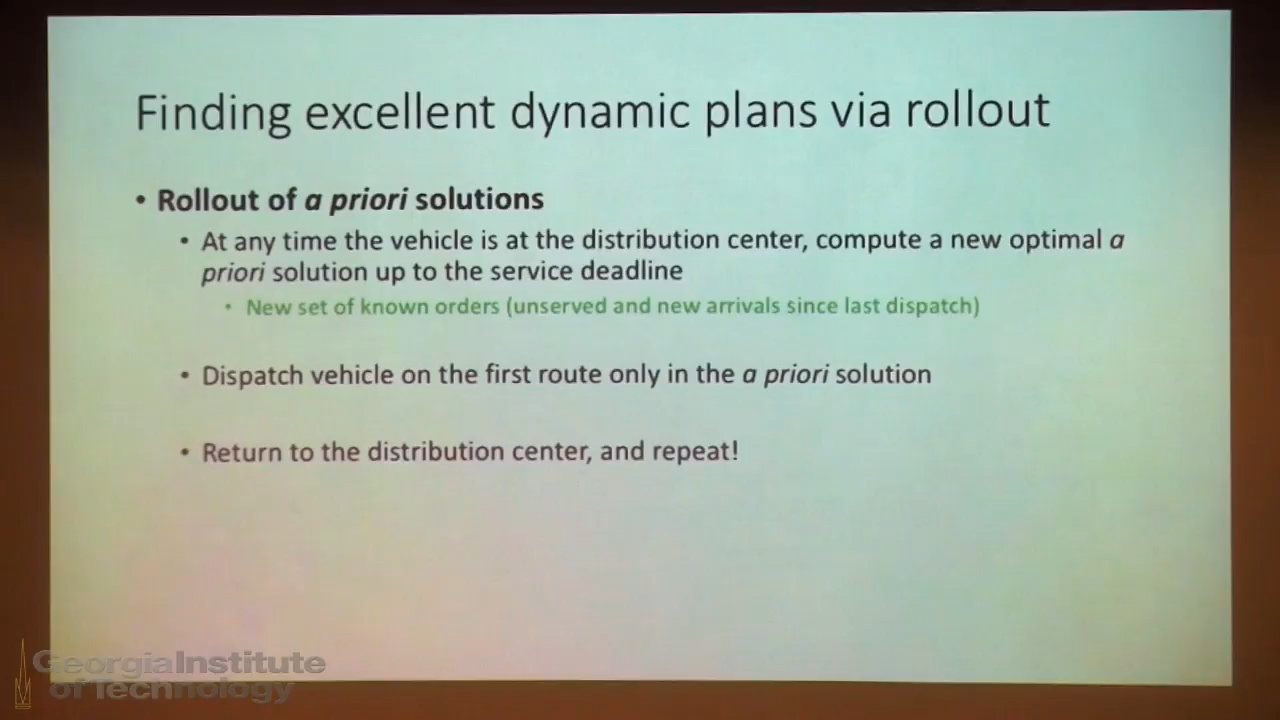 Finding excellent dynamic plans via rollout
• Rollout of a priori solutions
• At any time the vehicle is at the distribution center, compute a new optimal a
priori solution up to the service deadline
• New set of known orders (unserved and new arrivals since last dispatch)
• Dispatch vehicle on the first route only in the a priori solution
• Return to the distribution center, and repeat!
GeorgiaInstitute
of Technology